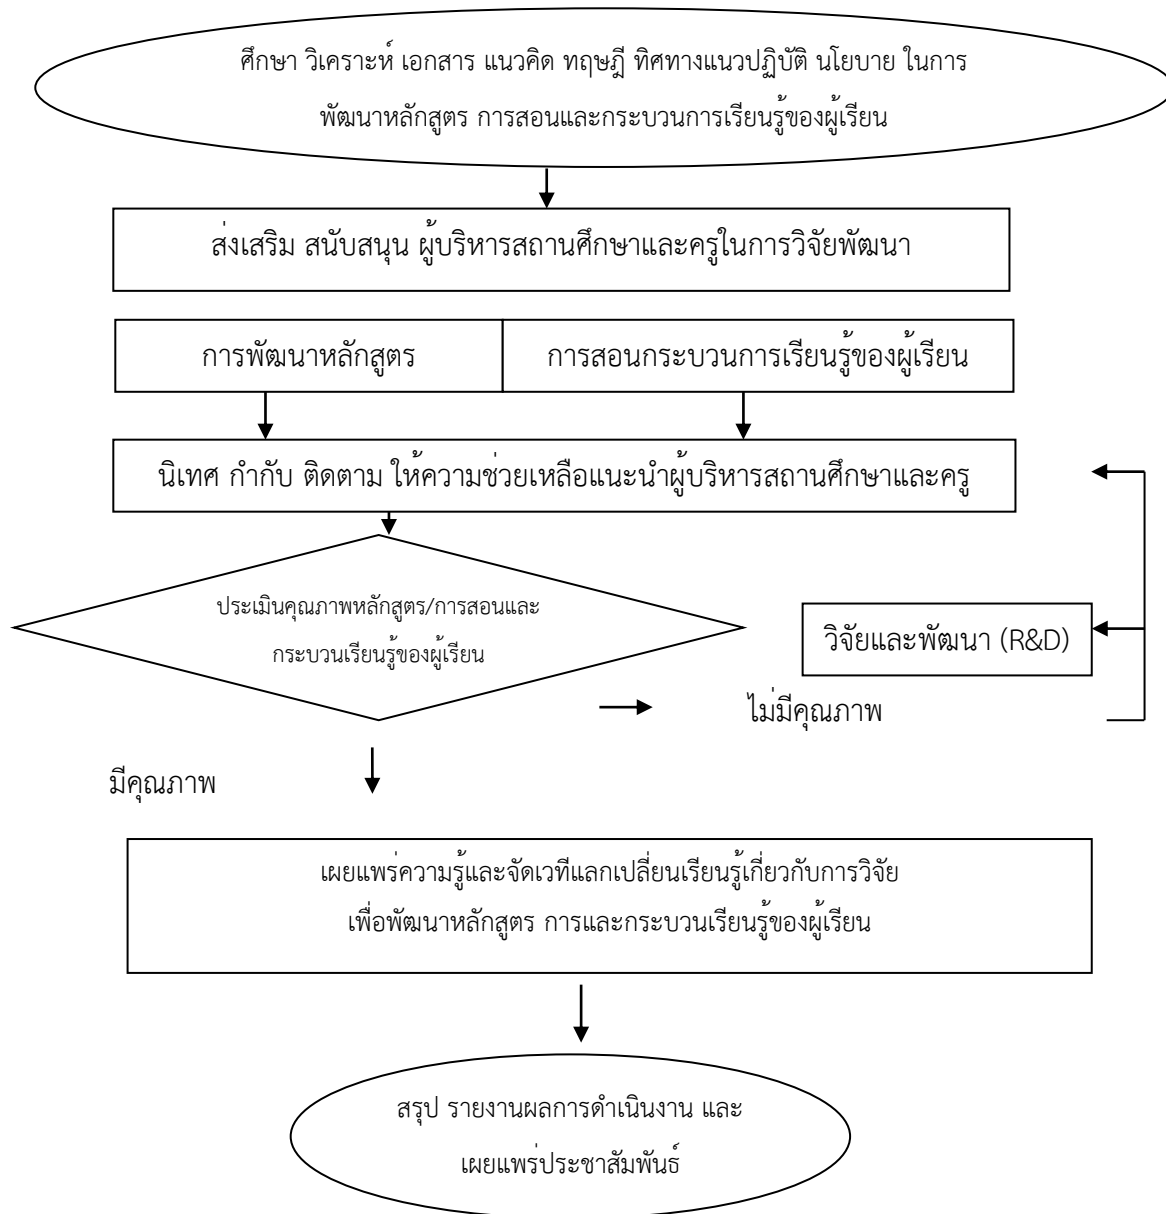 ศึกษา วิเคราะห์ เอกสาร แนวคิด ทฤษฎี ทิศทางแนวปฏิบัติ นโยบาย ในการ
พัฒนาหลักสูตร การสอนและกระบวนการเรียนรู้ของผู้เรียน
ส่งเสริม สนับสนุน ผู้บริหารสถานศึกษาและครูในการวิจัยพัฒนา
การพัฒนาหลักสูตร
การสอนกระบวนการเรียนรู้ของผู้เรียน
นิเทศ กำกับ ติดตาม ให้ความช่วยเหลือแนะนำผู้บริหารสถานศึกษาและครู
ประเมินคุณภาพหลักสูตร/การสอนและ
กระบวนเรียนรู้ของผู้เรียน
วิจัยและพัฒนา (R&D)
ไม่มีคุณภาพ
มีคุณภาพ
เผยแพร่ความรู้และจัดเวทีแลกเปลี่ยนเรียนรู้เกี่ยวกับการวิจัย
เพื่อพัฒนาหลักสูตร การและกระบวนเรียนรู้ของผู้เรียน
สรุป รายงานผลการดำเนินงาน และ
เผยแพร่ประชาสัมพันธ์